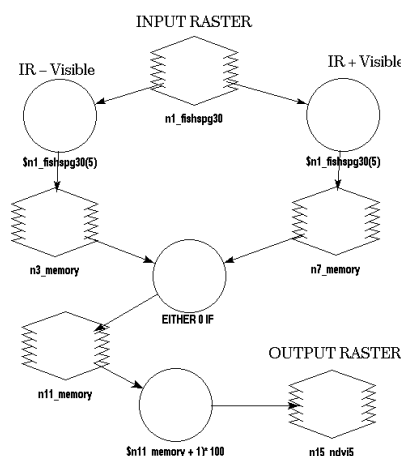 INPUT RASTER
IR – Visible
IR + Visible
n1_fishspg30
$n1_fishspg30(5)
$n1_fishspg30(5)
n3_memory
n7_memory
EITHER 0 IF
OUTPUT RASTER
n11_memory
$n11_memory + 1)* 100
n15_ndvi5